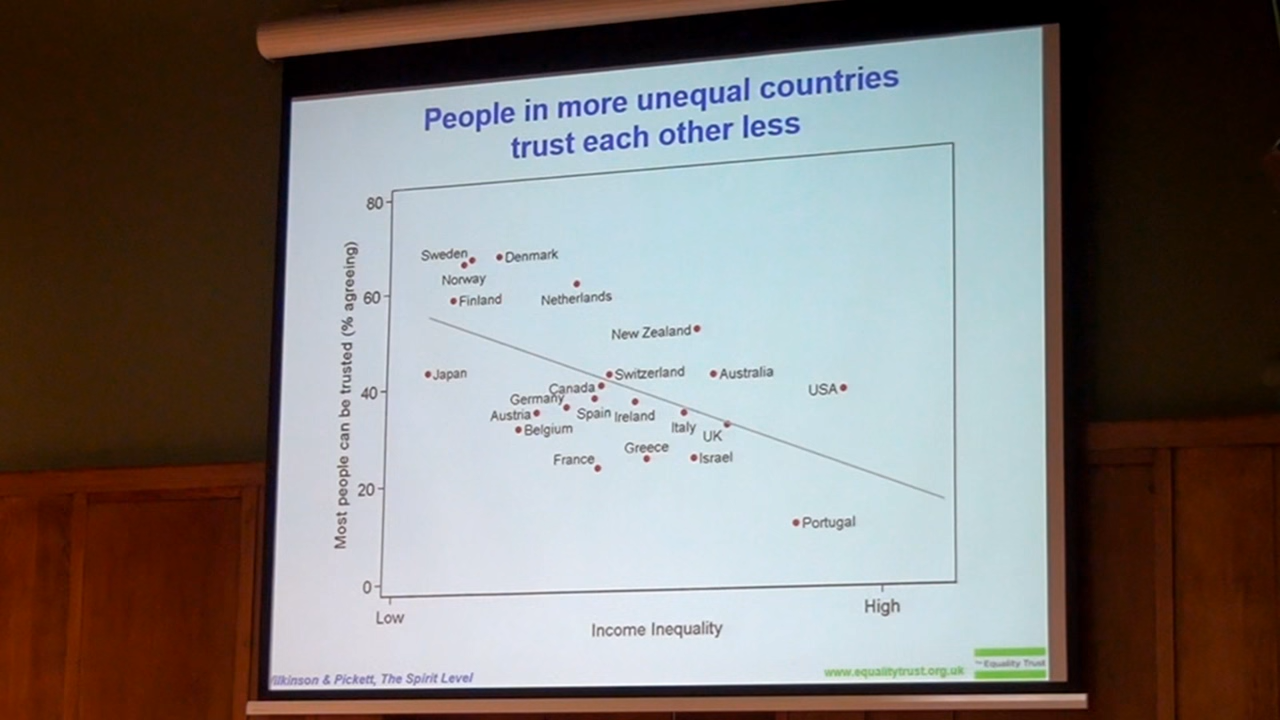 People in more unequal countries
trust each other less
Most people can be trusted (% agreeing)
80
60
40
20
0
Sweden
Denmark
Norway
Finland
Netherlands
New Zealand
Japan
Switzerland
Australia
Canada
USA
Germany
Austria
Spain
Ireland
Belgium
Italy
UK
Greece
France
Israel
Portugal
Low
High
Income Inequality
& Pickett, The Spirit Level
www.equalitytrust.org.uk
The Equality Trust